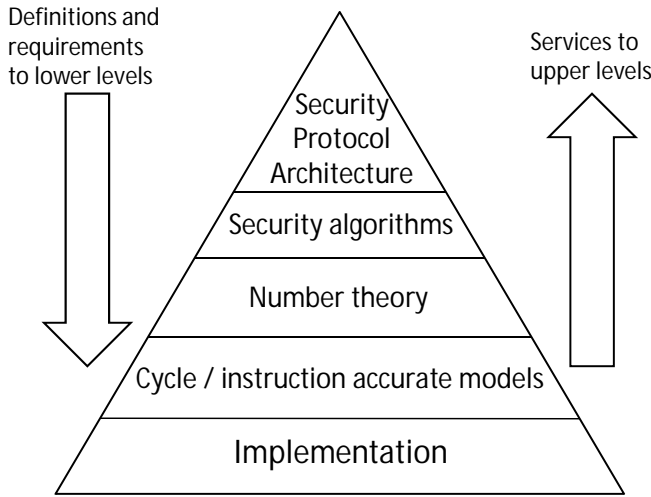 Definitions and
requirements
to lower levels
Services to
upper levels
Security
Protocol
Architecture
Security algorithms
Number theory
Cycle / instruction accurate models
Implementation